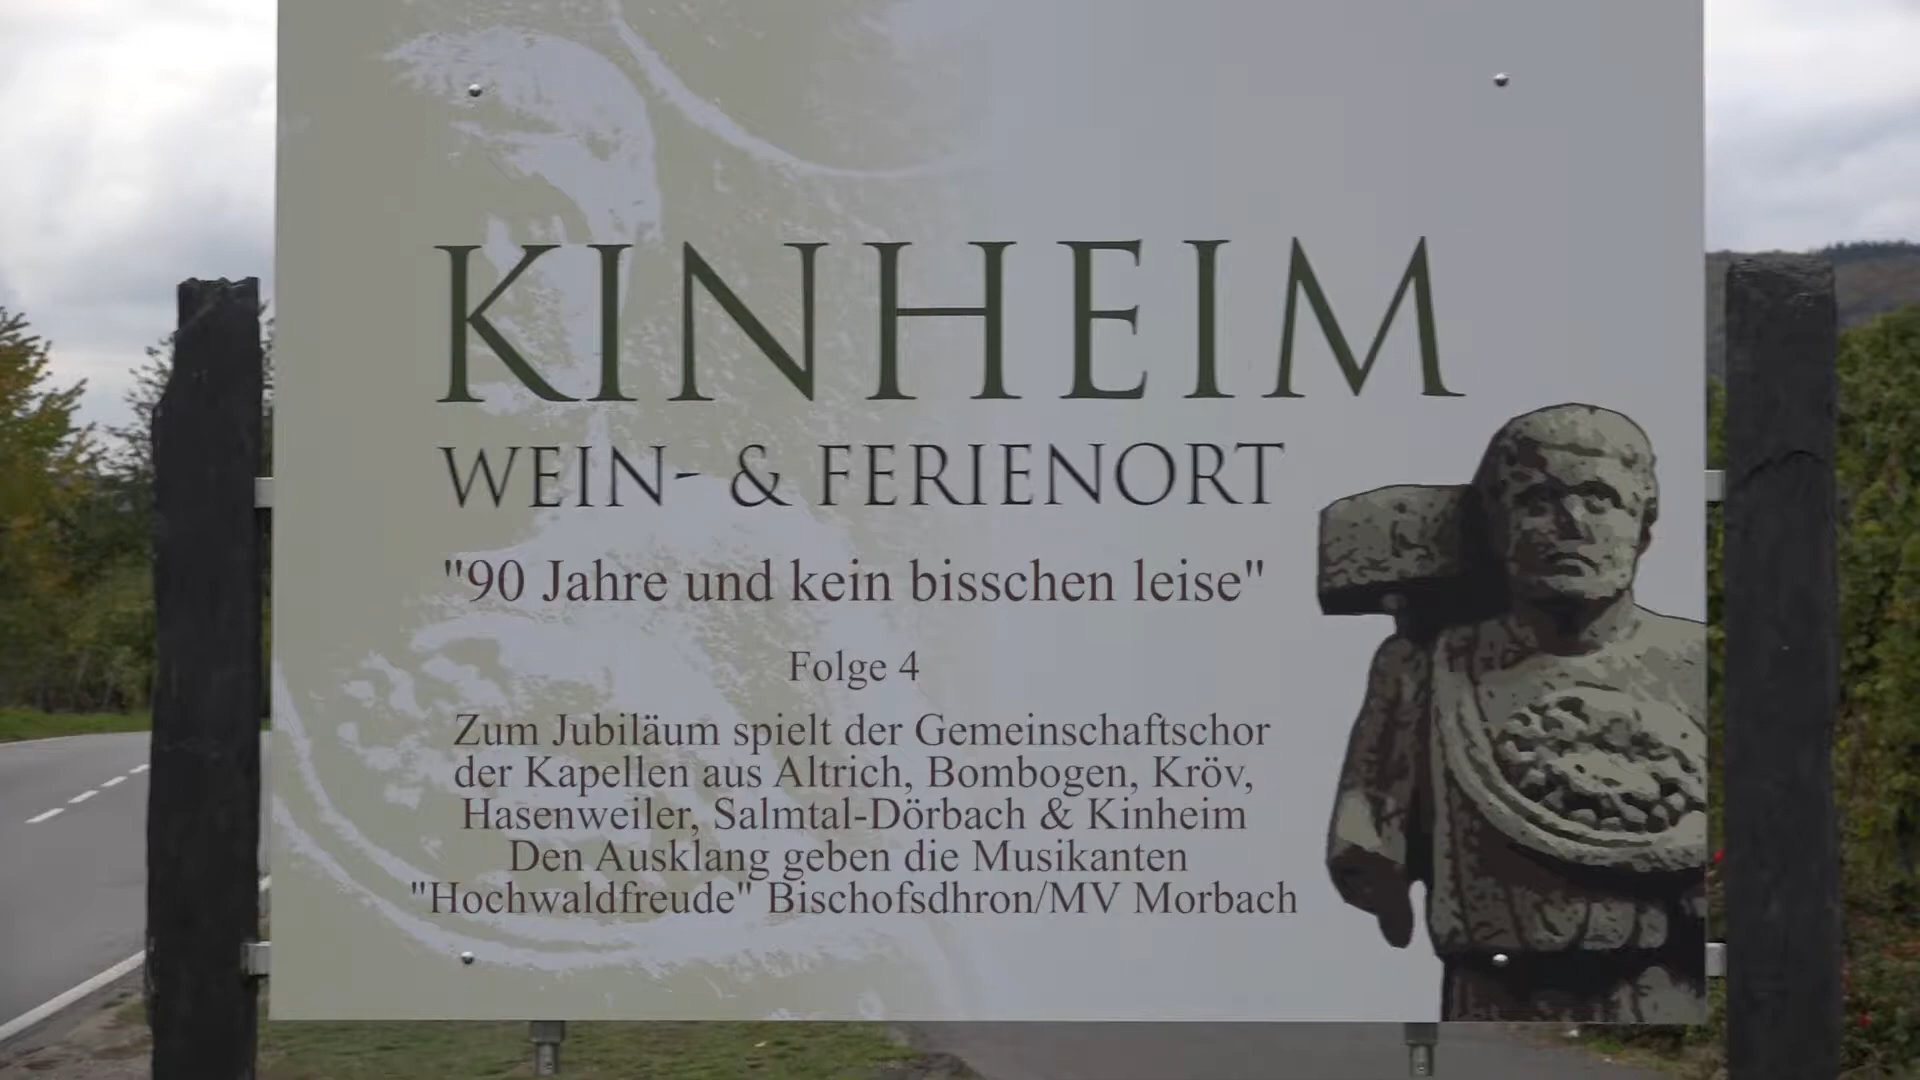 KINHEIM
WEIN- & FERIENORT
"90 Jahre und kein bisschen leise"
Folge 4
Zum Jubiläum spielt der Gemeinschaftschor
der Kapellen aus Altrich, Bombogen, Kröv,
Hasenweiler, Salmtal-Dörbach & Kinheim
Den Ausklang geben die Musikanten
"Hochwaldfreude" Bischofsdhron/MV Morbach